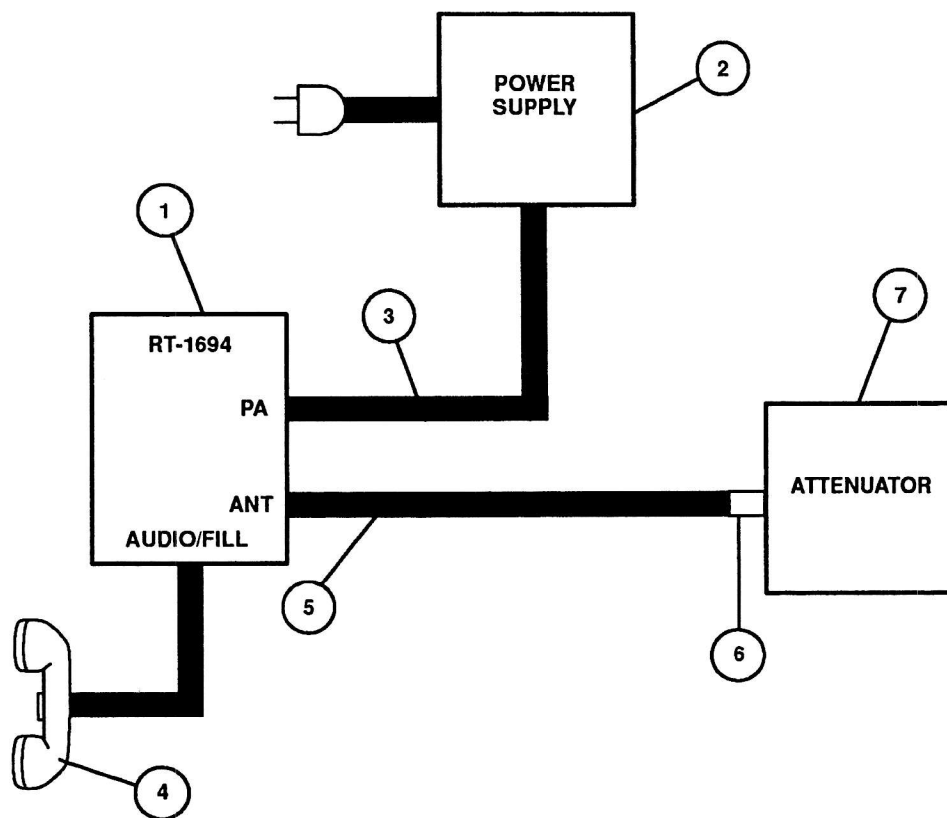 POWER
SUPPLY
2
1
7
RT-1694
3
PA
ATTENUATOR
ANT
AUDIO/FILL
5
6
4